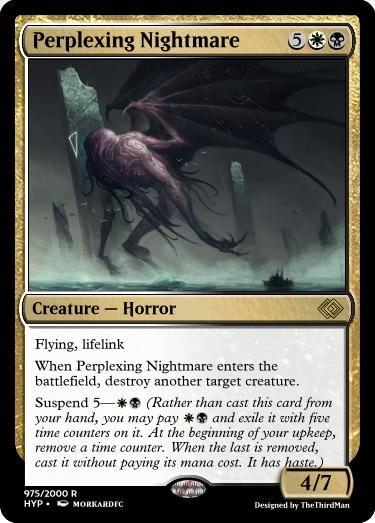 Perplexing Nightmare 5
Creature — Horror
Flying, lifelink
When Perplexing Nightmare enters the
battlefield, destroy another target creature.
Suspend 5— (Rather than cast this card from
your hand, you may pay and exile it with five
time counters on it. At the beginning of your upkeep,
remove a time counter. When the last is removed,
cast it without paying its mana cost. It has haste.)
4/7
975/2000 R
HYP • MORKARDFC
Designed by TheThirdMan